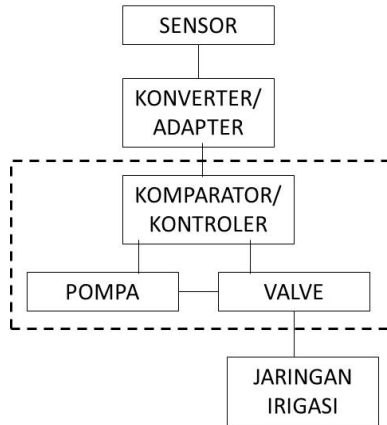 SENSOR
KONVERTER/
ADAPTER
KOMPARATOR/
KONTROLER
POMPA
VALVE
JARINGAN
IRIGASI